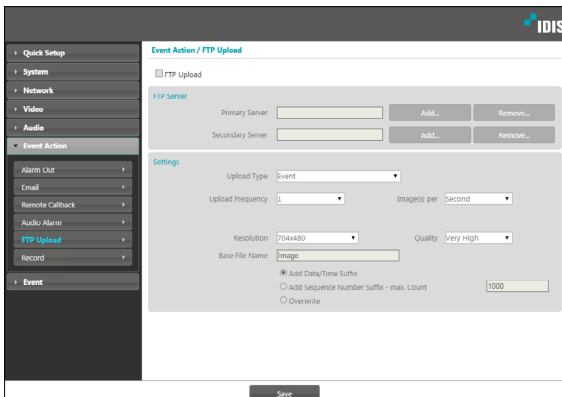 IDIS
Quick Setup
System
Network
Video
Audio
Event Action
Alarm Out
Email
Remote Callback
Audio Alarm
FTP Upload
Record
Event
Event Action / FTP Upload
FTP Upload
FTP Server
Primary Server Add... Remove...
Secondary Server Add... Remove...
Settings
Upload Type Event
Upload Frequency 1 Image(s) per Second
Resolution 704x480 Quality Very High
Base File Name Image
Add Date/Time Suffix
Add Sequence Number Suffix - max. Count 1000
Overwrite
Save